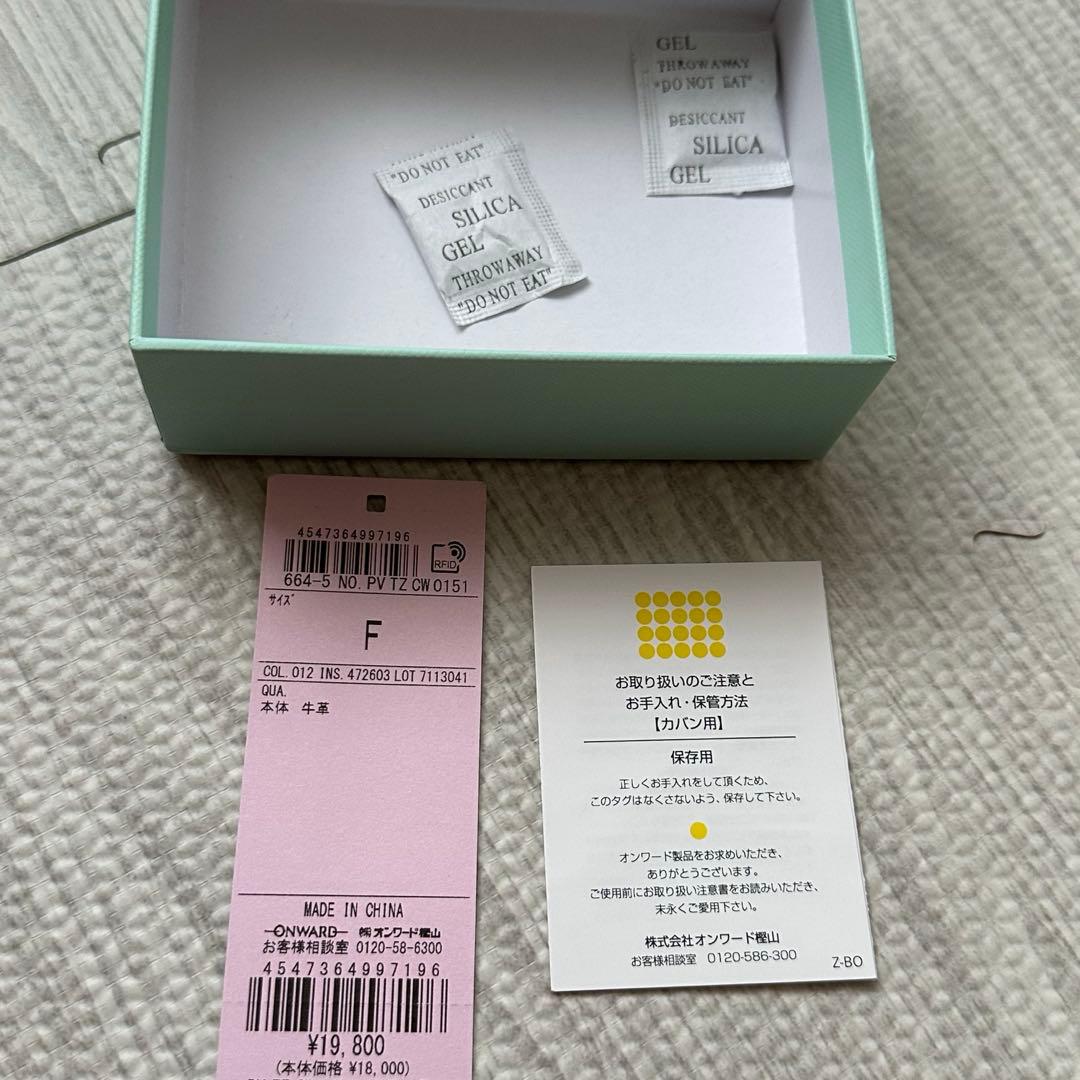 GEL
THROWAWAY
"DO NOT EAT"
DESICCANT
SILICA
GEL
"DO NOT EAT"
DESICCANT
SILICA
GEL
THROWAWAY
"DO NOT EAT"
4547364997196
RFID
664-5 NO. PV TZ CW 0151
サイズ
F
COL. 012 INS. 472603 LOT 7113041
QUA.
本体 牛革
MADE IN CHINA
ONWARD ㈱オンワード樫山
お客様相談室 0120-58-6300
4547364997196
¥19,800
(本体価格 ¥18,000)
お取り扱いのご注意と
お手入れ・保管方法
【カバン用】
保存用
正しくお手入れをして頂くため、
このタグはなくさないよう、保存して下さい。
オンワード製品をお求めいただき、
ありがとうございます。
ご使用前にお取り扱い注意書をお読みいただき、
末永くご愛用下さい。
株式会社オンワード樫山
お客様相談室 0120-586-300
Z-BO